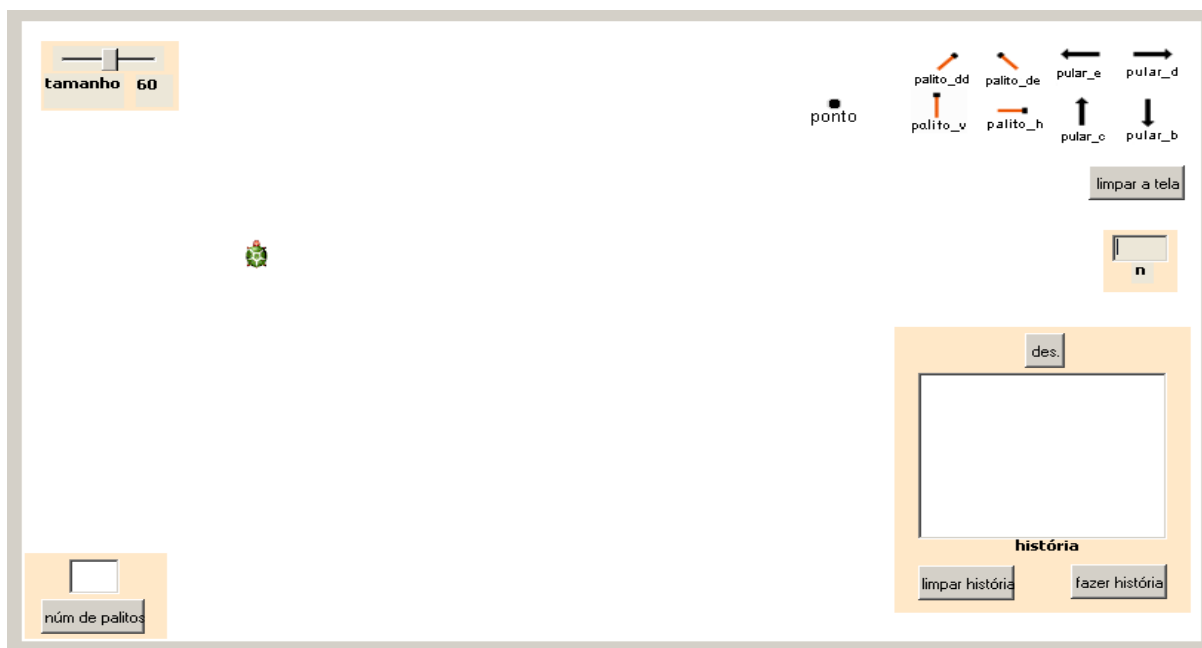 tamanho 60
ponto
palito_dd palito_de pular_e pular_d
palito_v palito_h pular_c pular_b
limpar a tela
n
des.
história
limpar história fazer história
núm de palitos